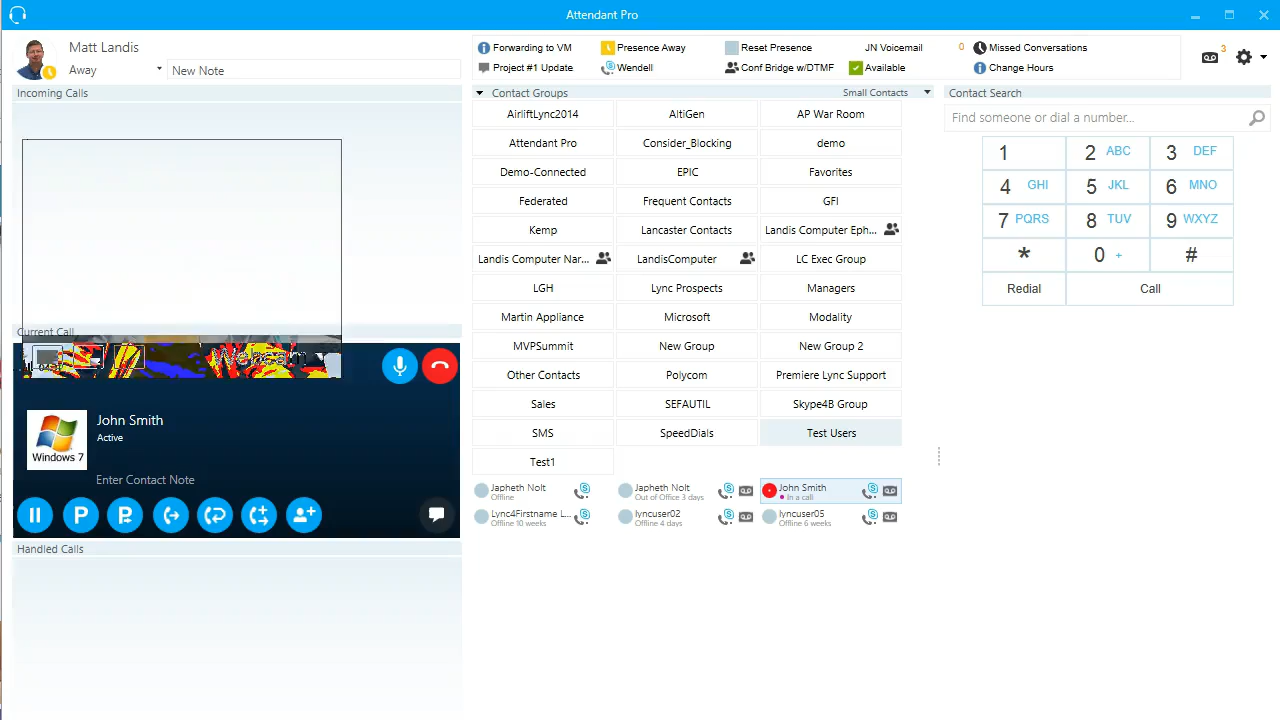 Attendant Pro
Matt Landis
Away
New Note
Forwarding to VM
Presence Away
Reset Presence
JN Voicemail
0 Missed Conversations
Project #1 Update
Wendell
Conf Bridge w/DTMF
Available
Change Hours
3
Incoming Calls
Contact Groups
Small Contacts
Contact Search
Find someone or dial a number...
AirliftLync2014
AltiGen
AP War Room
Attendant Pro
Consider_Blocking
demo
Demo-Connected
EPIC
Favorites
Federated
Frequent Contacts
GFI
Kemp
Lancaster Contacts
Landis Computer Eph...
Landis Computer Nar...
LandisComputer
LC Exec Group
LGH
Lync Prospects
Managers
Martin Appliance
Microsoft
Modality
MVPSummit
New Group
New Group 2
Other Contacts
Polycom
Premiere Lync Support
Sales
SEFAUTIL
Skype4B Group
SMS
SpeedDials
Test Users
Test1
1
2 ABC
3 DEF
4 GHI
5 JKL
6 MNO
7 PQRS
8 TUV
9 WXYZ
*
0 +
#
Redial
Call
Current Call
Webcam
John Smith
Active
Windows 7
Enter Contact Note
P
Handled Calls
Japheth Nolt
Offline
Japheth Nolt
Out of Office 3 days
John Smith
In a call
Lync4Firstname L...
Offline 10 weeks
lyncuser02
Offline 4 days
lyncuser05
Offline 6 weeks